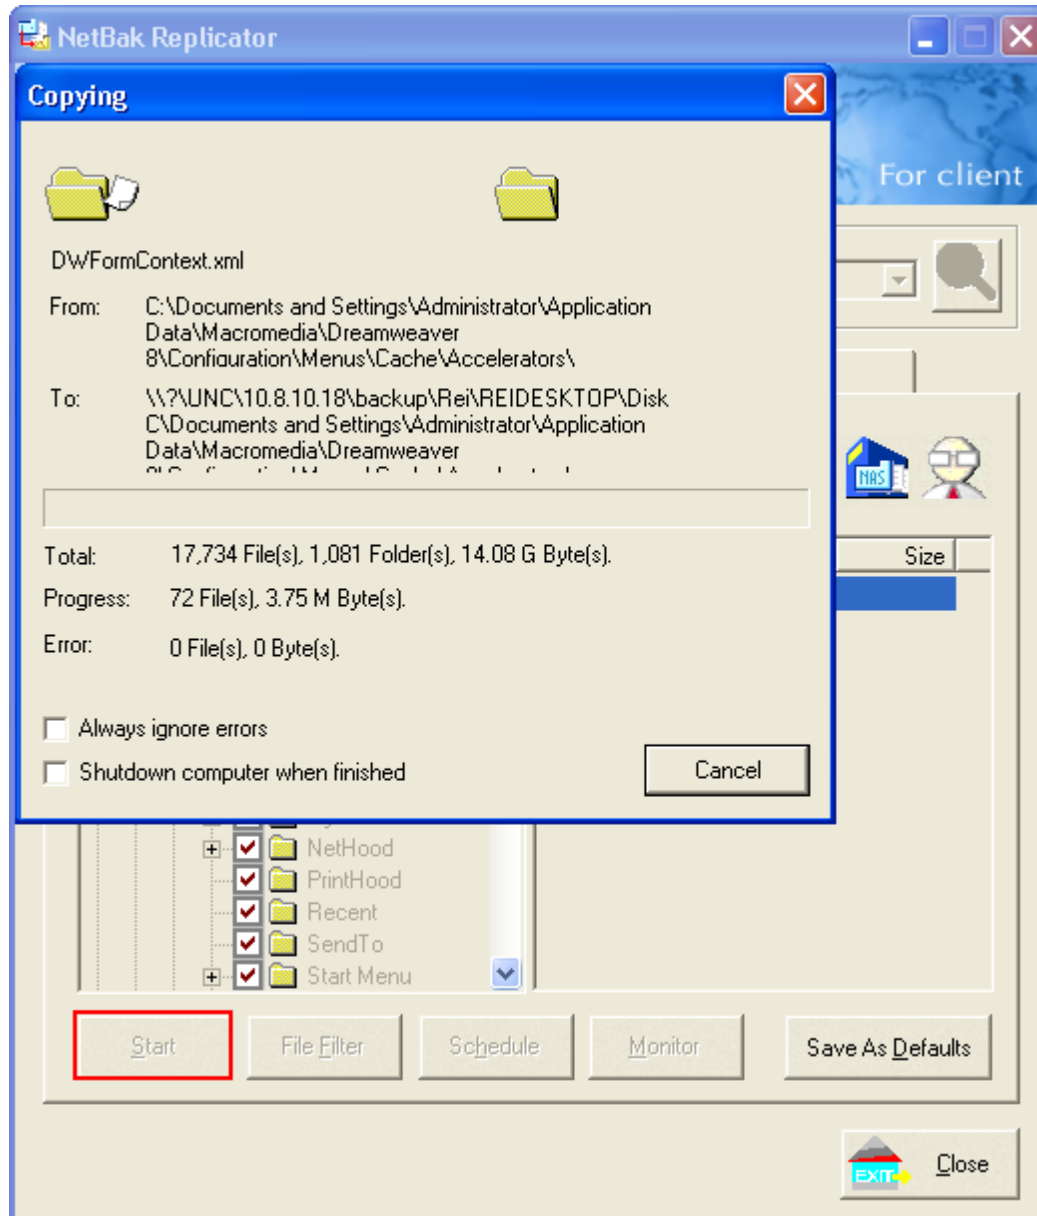 NetBak Replicator
Copying
For client
DWFormContext.xml
From: C:\Documents and Settings\Administrator\Application
Data\Macromedia\Dreamweaver
8\Configuration\Menus\Cache\Accelerators\
To: \\?\UNC\10.8.10.18\backup\Rei\REIDESKTOP\Disk
C\Documents and Settings\Administrator\Application
Data\Macromedia\Dreamweaver
NAS
Size
Total: 17,734 File(s), 1,081 Folder(s), 14.08 G Byte(s).
Progress: 72 File(s), 3.75 M Byte(s).
Error: 0 File(s), 0 Byte(s).
Always ignore errors
Shutdown computer when finished
Cancel
NetHood
PrintHood
Recent
SendTo
Start Menu
Start
File Filter
Schedule
Monitor
Save As Defaults
EXIT
Close